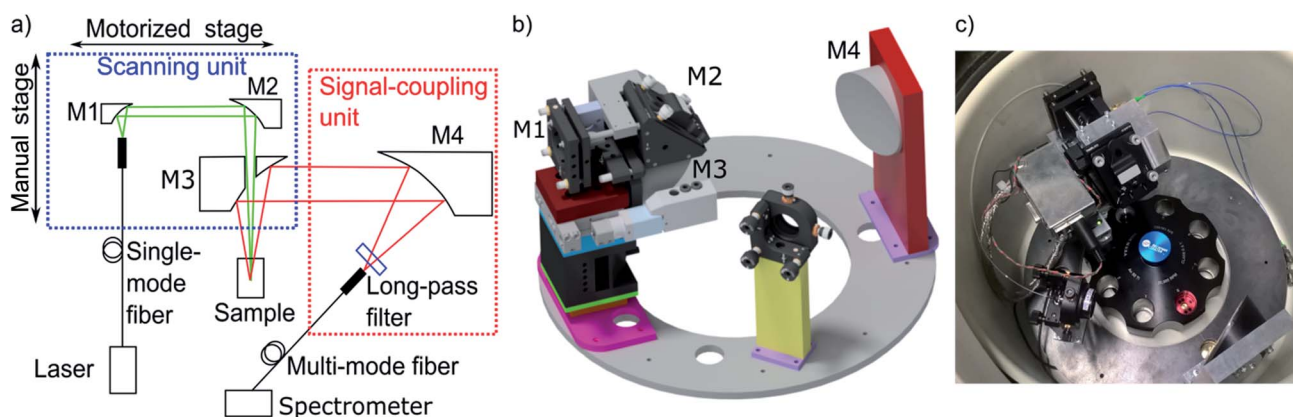 a)
Motorized stage
Manual stage
Scanning unit
M1
M2
M3
Signal-coupling
unit
M4
Single-
mode
fiber
Sample
Long-pass
filter
Multi-mode fiber
Laser
Spectrometer
b)
M1
M2
M3
M4
c)